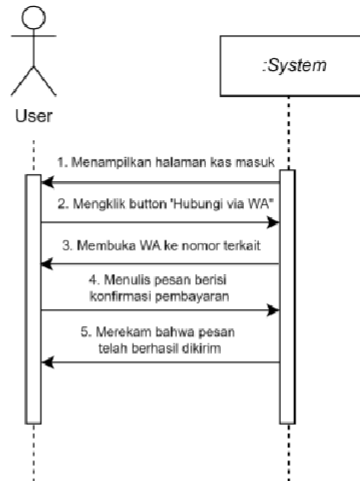 :System
User
1. Menampilkan halaman kas masuk
2. Mengklik button "Hubungi via WA"
3. Membuka WA ke nomor terkait
4. Menulis pesan berisi
konfirmasi pembayaran
5. Merekam bahwa pesan
telah berhasil dikirim